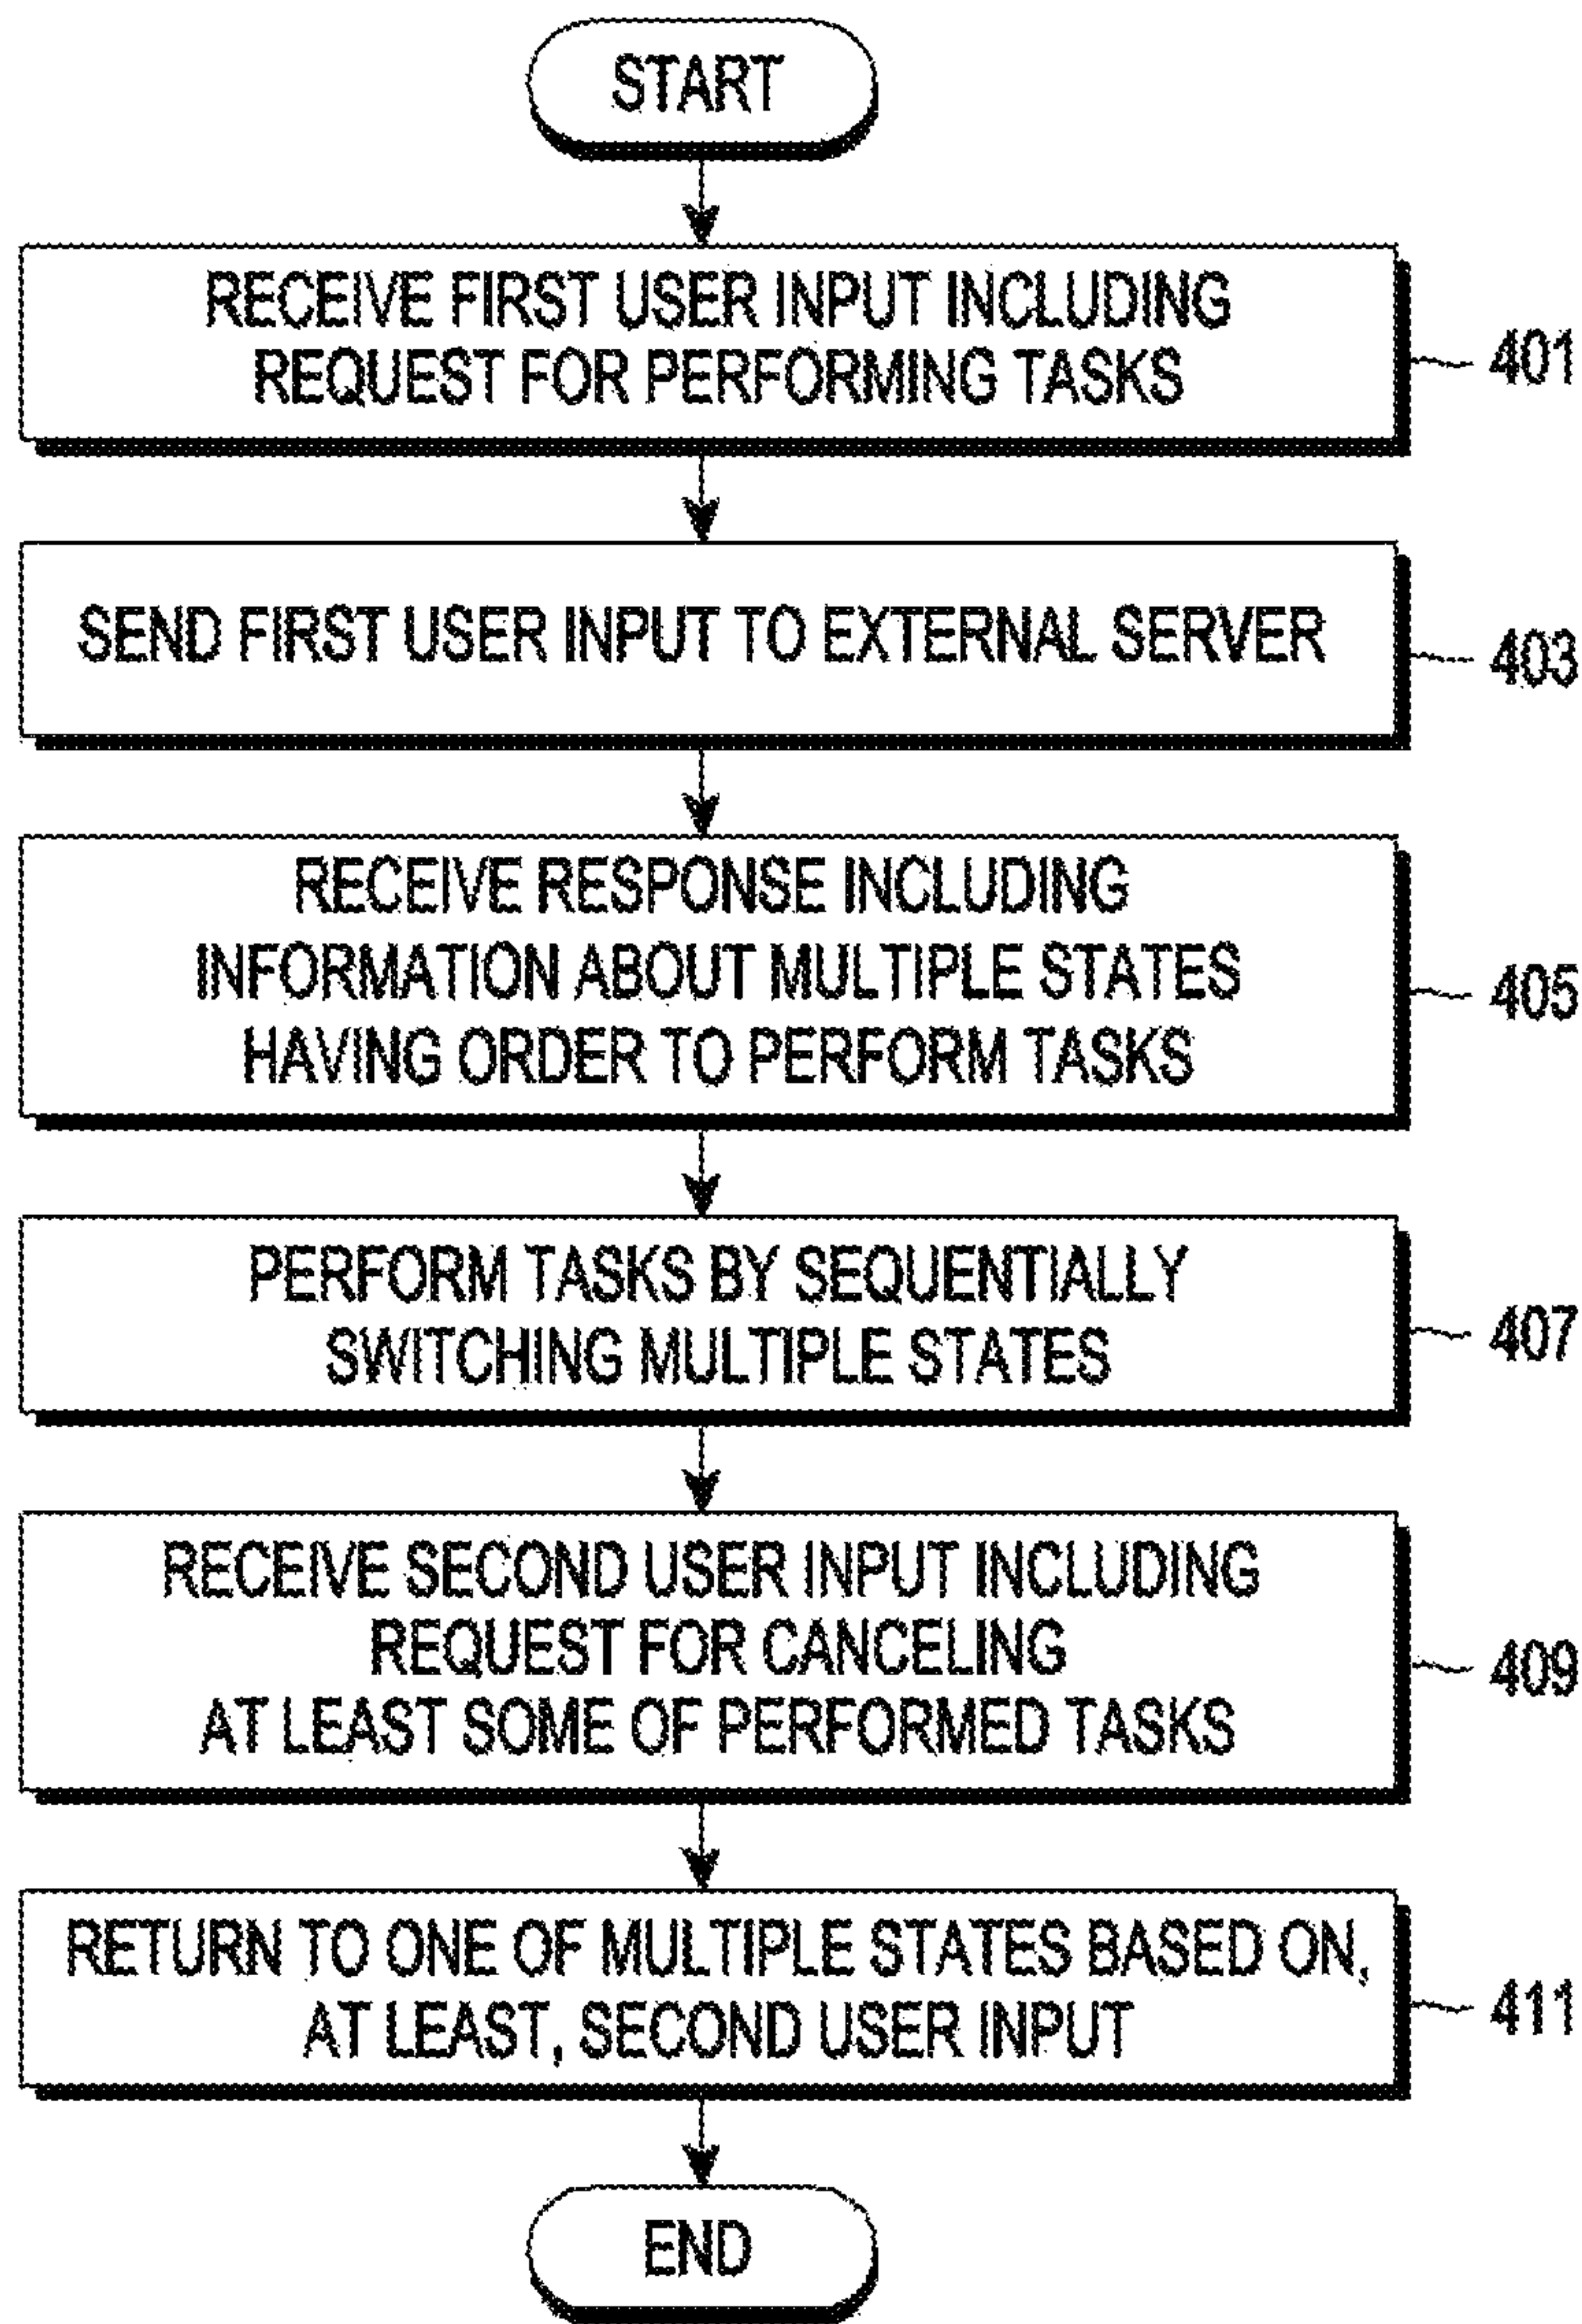 START
RECEIVE FIRST USER INPUT INCLUDING
REQUEST FOR PERFORMING TASKS
401
SEND FIRST USER INPUT TO EXTERNAL SERVER
403
RECEIVE RESPONSE INCLUDING
INFORMATION ABOUT MULTIPLE STATES
HAVING ORDER TO PERFORM TASKS
405
PERFORM TASKS BY SEQUENTIALLY
SWITCHING MULTIPLE STATES
407
RECEIVE SECOND USER INPUT INCLUDING
REQUEST FOR CANCELING
AT LEAST SOME OF PERFORMED TASKS
409
RETURN TO ONE OF MULTIPLE STATES BASED ON,
AT LEAST, SECOND USER INPUT
411
END